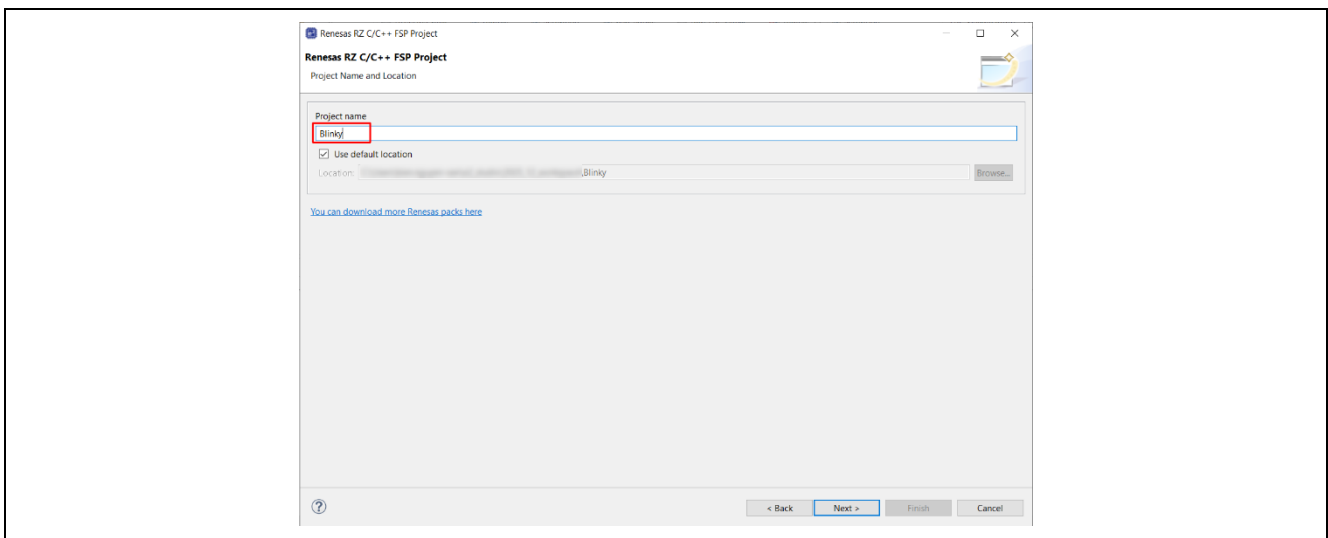 Renesas RZ C/C++ FSP Project
Renesas RZ C/C++ FSP Project
Project Name and Location
Project name
Blinky
Use default location
Location:
\Blinky
Browse...
You can download more Renesas packs here
?
< Back
Next >
Finish
Cancel